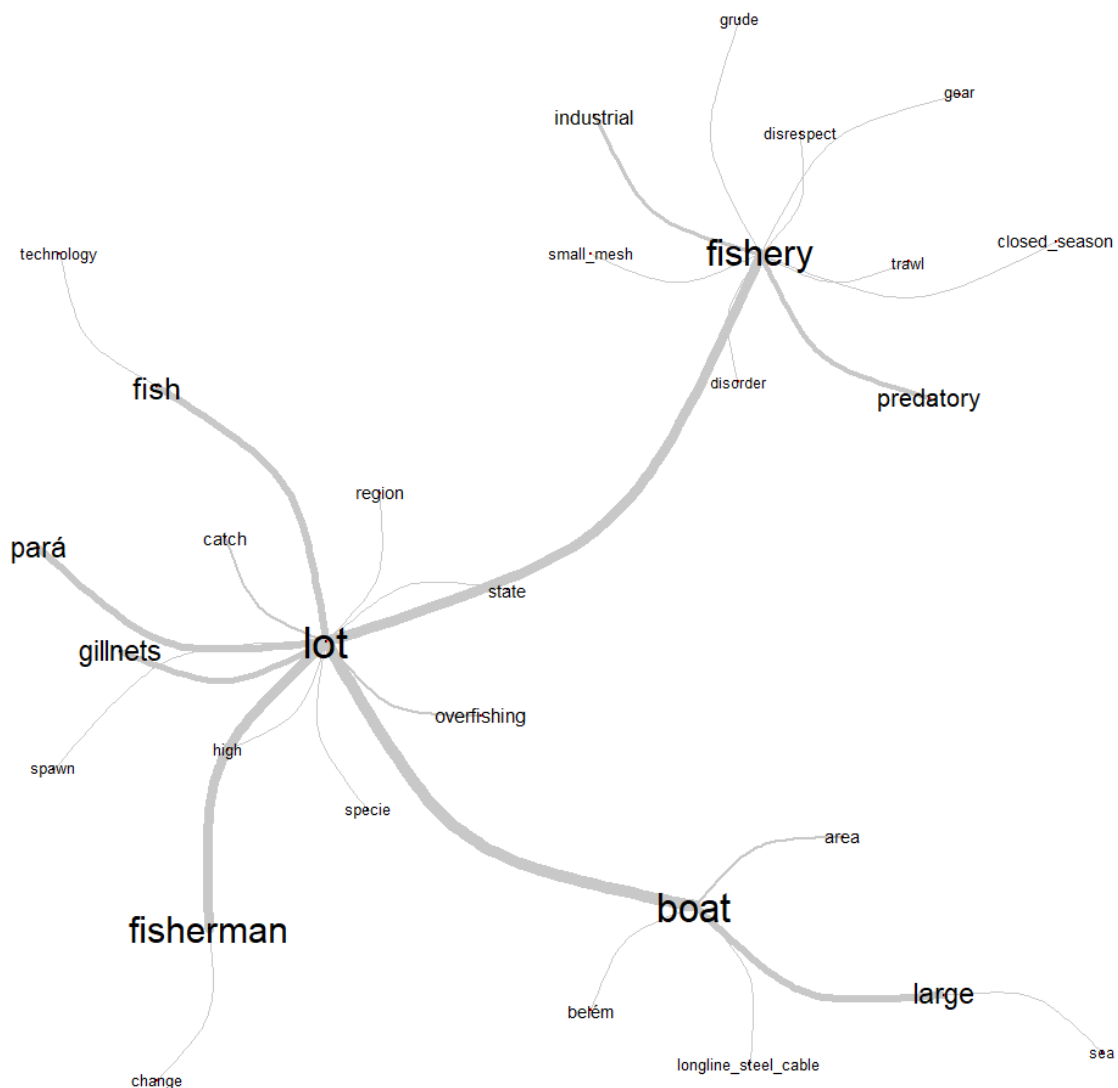 grude
gear
industrial
disrespect
closed_season
fishery
small_mesh
trawl
technology
disorder
fish
predatory
region
catch
pará
state
lot
gillnets
overfishing
high
spawn
specie
area
boat
fisherman
large
belém
sea
longline_steel_cable
change